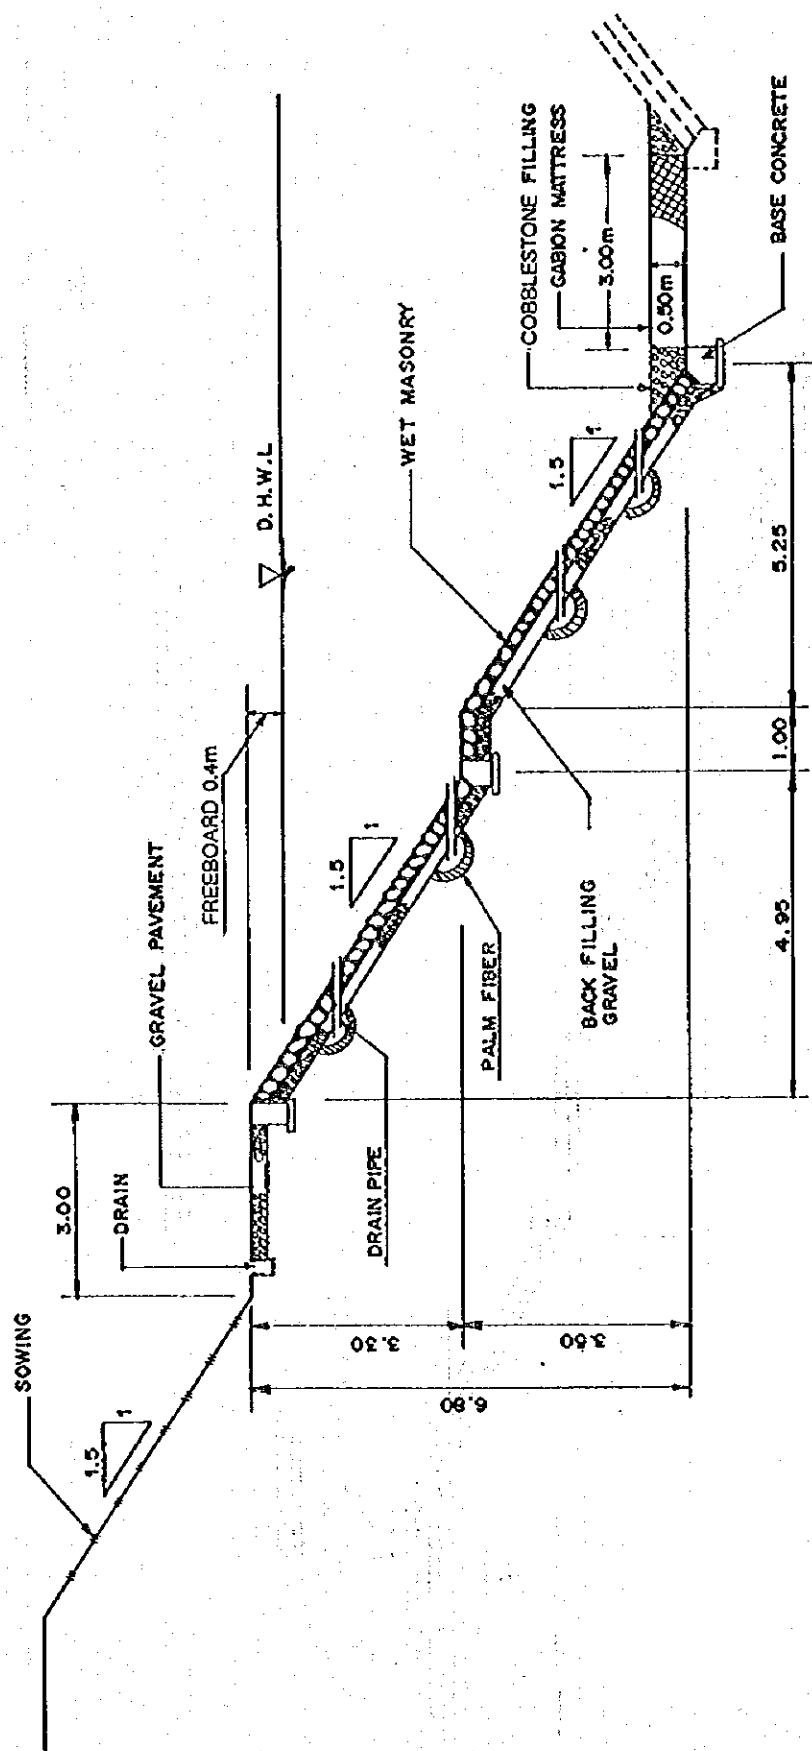 SOWING
1.5
1
3.00
DRAIN
GRAVEL PAVEMENT
FREEBOARD 0.4m
D.H.W.L
1.5
1
DRAIN PIPE
PALM FIBER
BACK FILLING
GRAVEL
WET MASONRY
1.5
1
COBBLESTONE FILLING
GABION MATTRESS
3.00m
0.50m
BASE CONCRETE
3.30
3.50
6.80
4.95
1.00
5.25